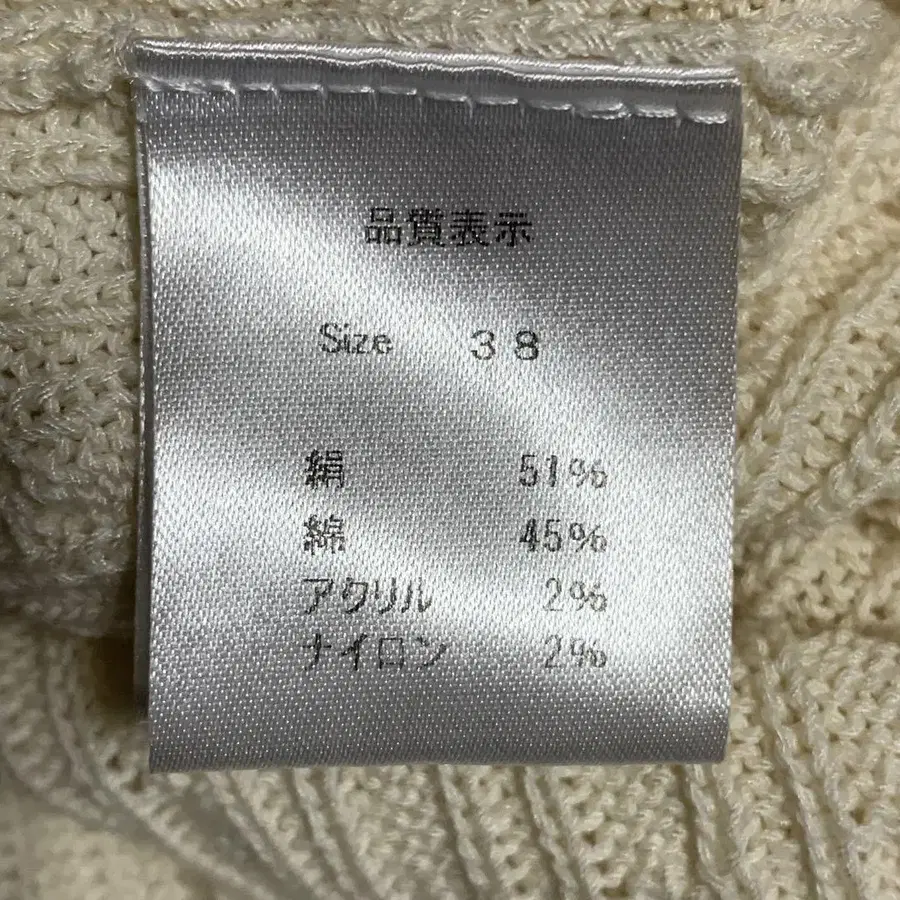 品質表示
Size 38
絹 51%
綿 45%
アクリル 2%
ナイロン 2%